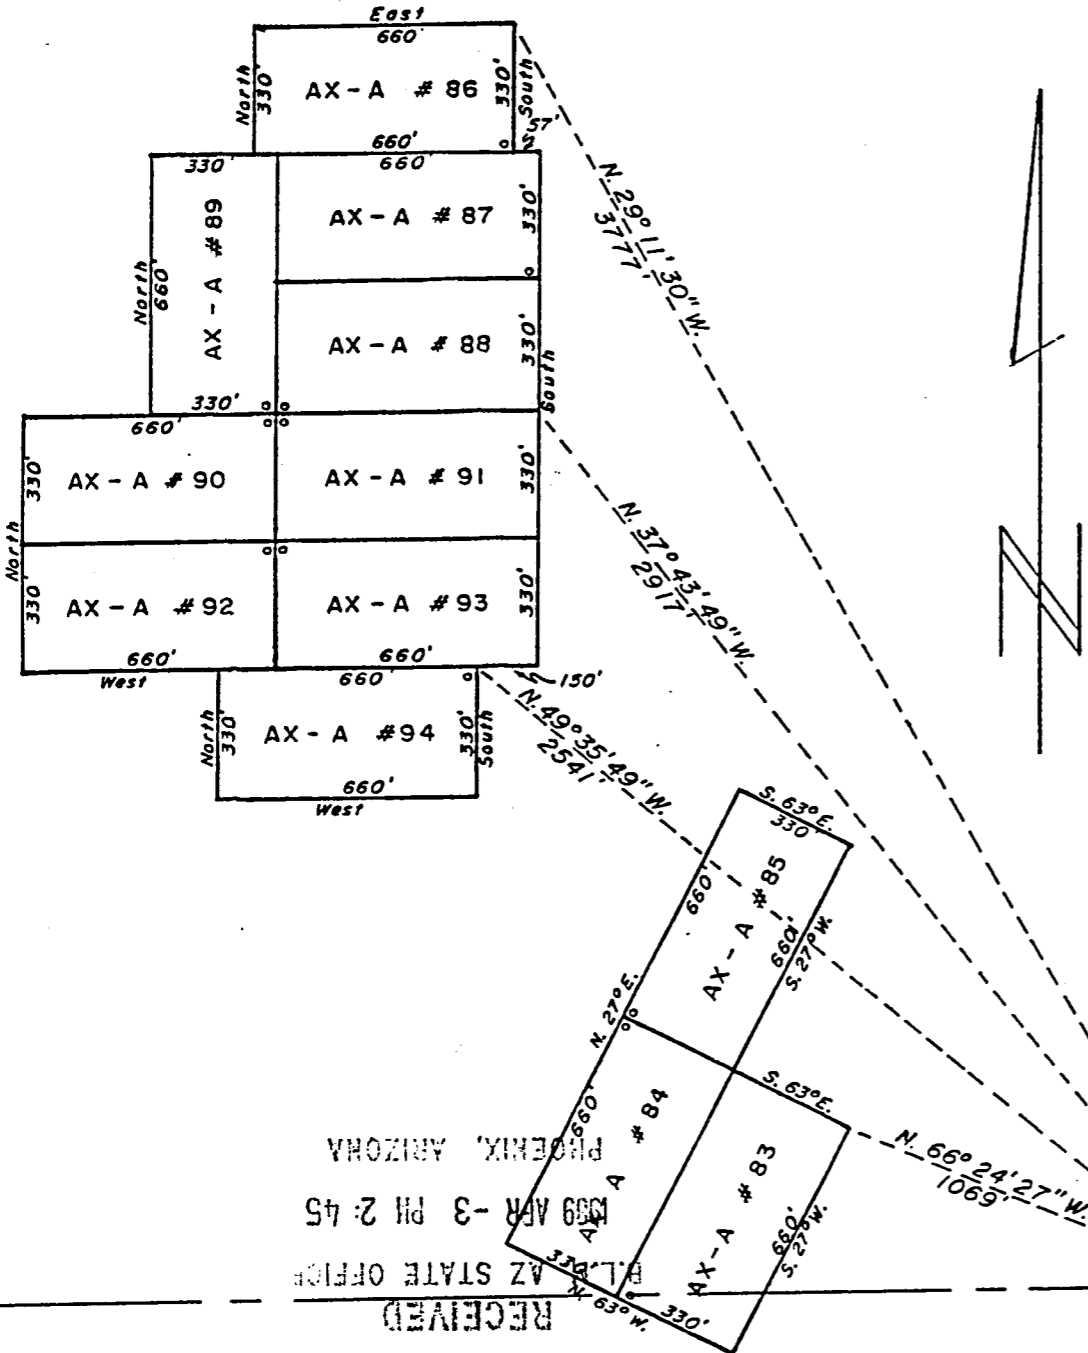 East
660'
North
330'
AX - A # 86
330'
South
57'
660'
330'
660'
AX - A # 89
AX - A # 87
330'
North
660'
AX - A # 88
330'
South
330'
660'
330'
AX - A # 90
AX - A # 91
330'
North
330'
AX - A # 92
AX - A # 93
330'
660'
West
660'
660'
150'
North
330'
AX - A # 94
330'
South
660'
West
N. 29° 11' 30" W.
3777'
N. 37° 43' 49" W.
2917'
N. 49° 35' 49" W.
2541'
S. 63° E.
330'
660'
AX - A # 85
660'
S. 27° W.
N. 27° E.
S. 63° E.
660'
AX A # 84
AX - A # 83
N. 66° 24' 27" W.
1069'
660'
S. 27° W.
330'
N. 63° W.
330'
N
RECEIVED
B.L.M. AZ STATE OFFICE
1989 APR -3 PM 2:45
PHOENIX, ARIZONA